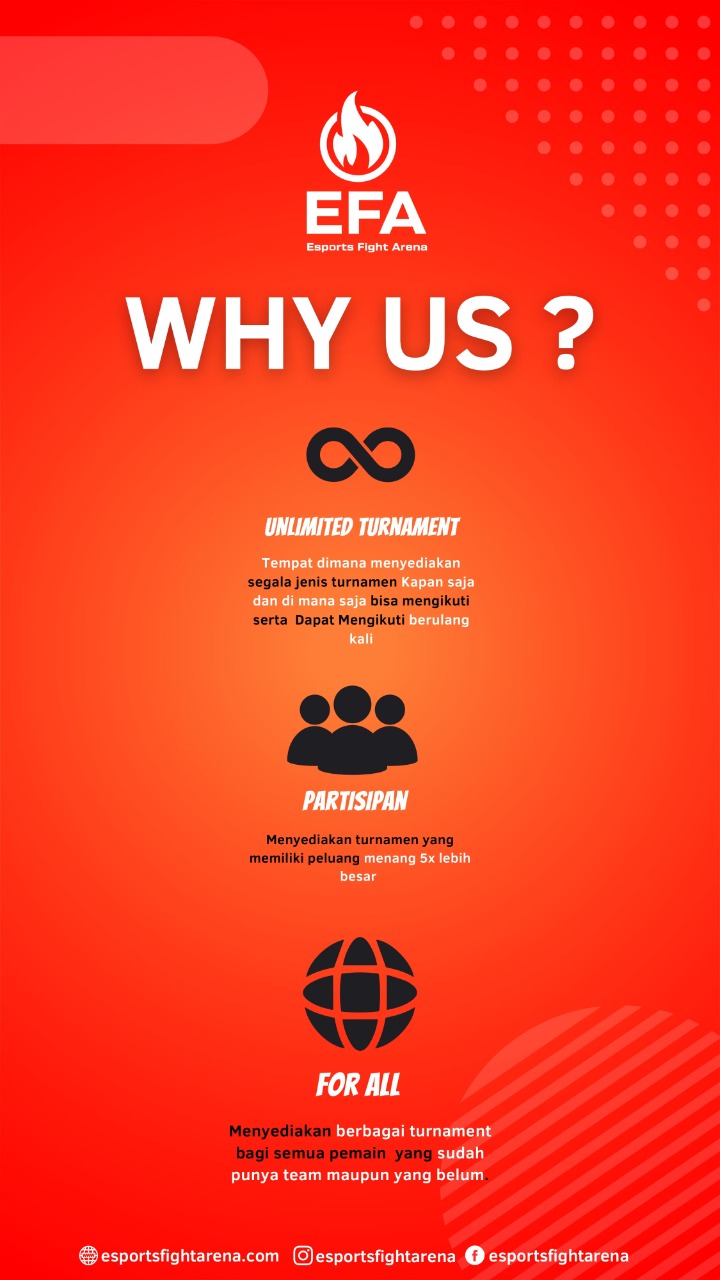 EFA
Esports Fight Arena
WHY US ?
UNLIMITED TURNAMENT
Tempat dimana menyediakan
segala jenis turnamen Kapan saja
dan di mana saja bisa mengikuti
serta  Dapat Mengikuti berulang
kali
PARTISIPAN
Menyediakan turnamen yang
memiliki peluang menang 5x lebih
besar
FOR ALL
Menyediakan berbagai turnament
bagi semua pemain  yang sudah
punya team maupun yang belum.
esportsfightarena.com esportsfightarena esportsfightarena